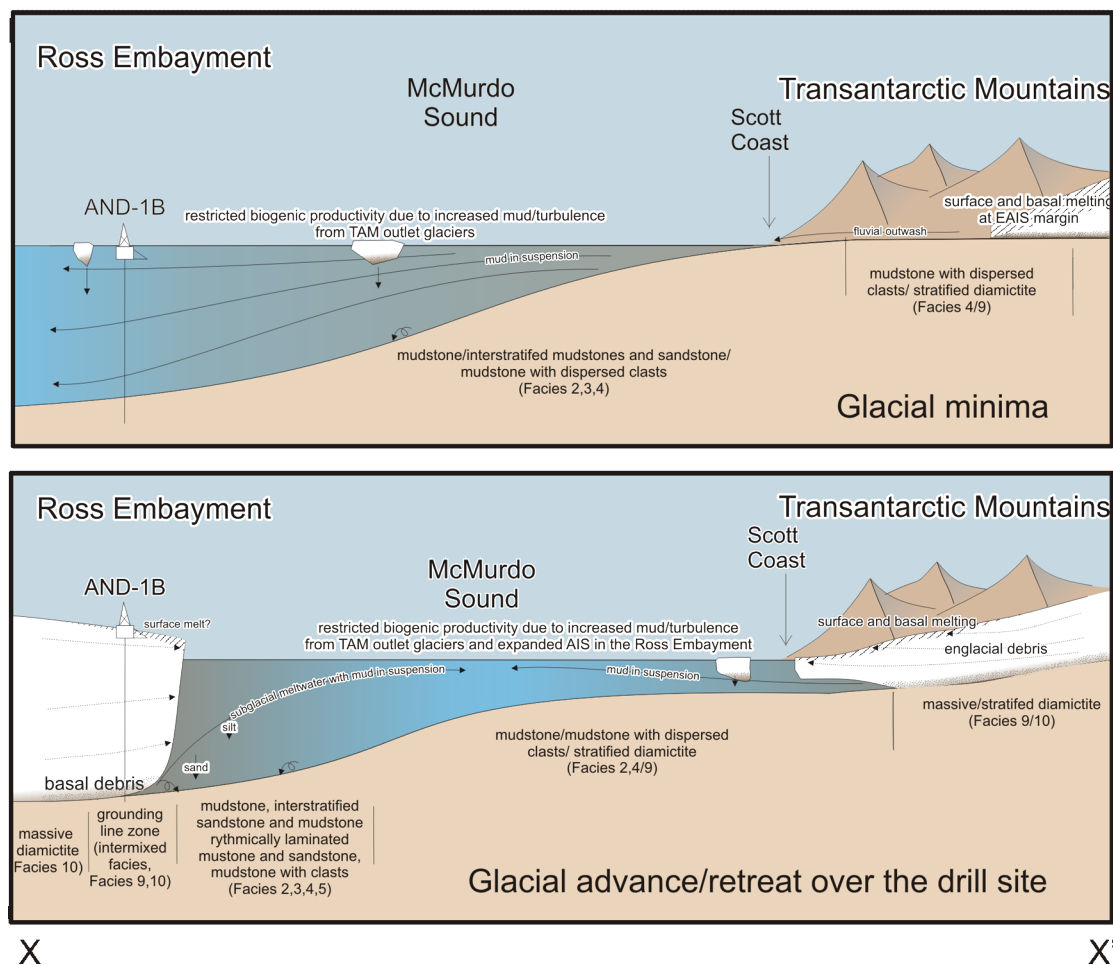 Ross Embayment
McMurdo
Sound
Transantarctic Mountains
Scott
Coast
AND-1B
restricted biogenic productivity due to increased mud/turbulence
from TAM outlet glaciers
surface and basal melting
at EAIS margin
fluvial outwash
mud in suspension
mudstone with dispersed
clasts/ stratified diamictite
(Facies 4/9)
mudstone/interstratifed mudstones and sandstone/
mudstone with dispersed clasts
(Facies 2,3,4)
Glacial minima
Ross Embayment
Transantarctic Mountains
Scott
Coast
McMurdo
Sound
AND-1B
surface melt?
restricted biogenic productivity due to increased mud/turbulence
from TAM outlet glaciers and expanded AIS in the Ross Embayment
surface and basal melting
englacial debris
subglacial meltwater with mud in suspension
mud in suspension
silt
sand
basal debris
massive/stratifed diamictite
(Facies 9/10)
mudstone/mudstone with dispersed
clasts/ stratified diamictite
(Facies 2,4/9)
massive
diamictite
Facies 10)
grounding
line zone
(intermixed
facies,
Facies 9,10)
mudstone, interstratified
sandstone and mudstone
rythmically laminated
mustone and sandstone,
mudstone with clasts
(Facies 2,3,4,5)
Glacial advance/retreat over the drill site
X
X'